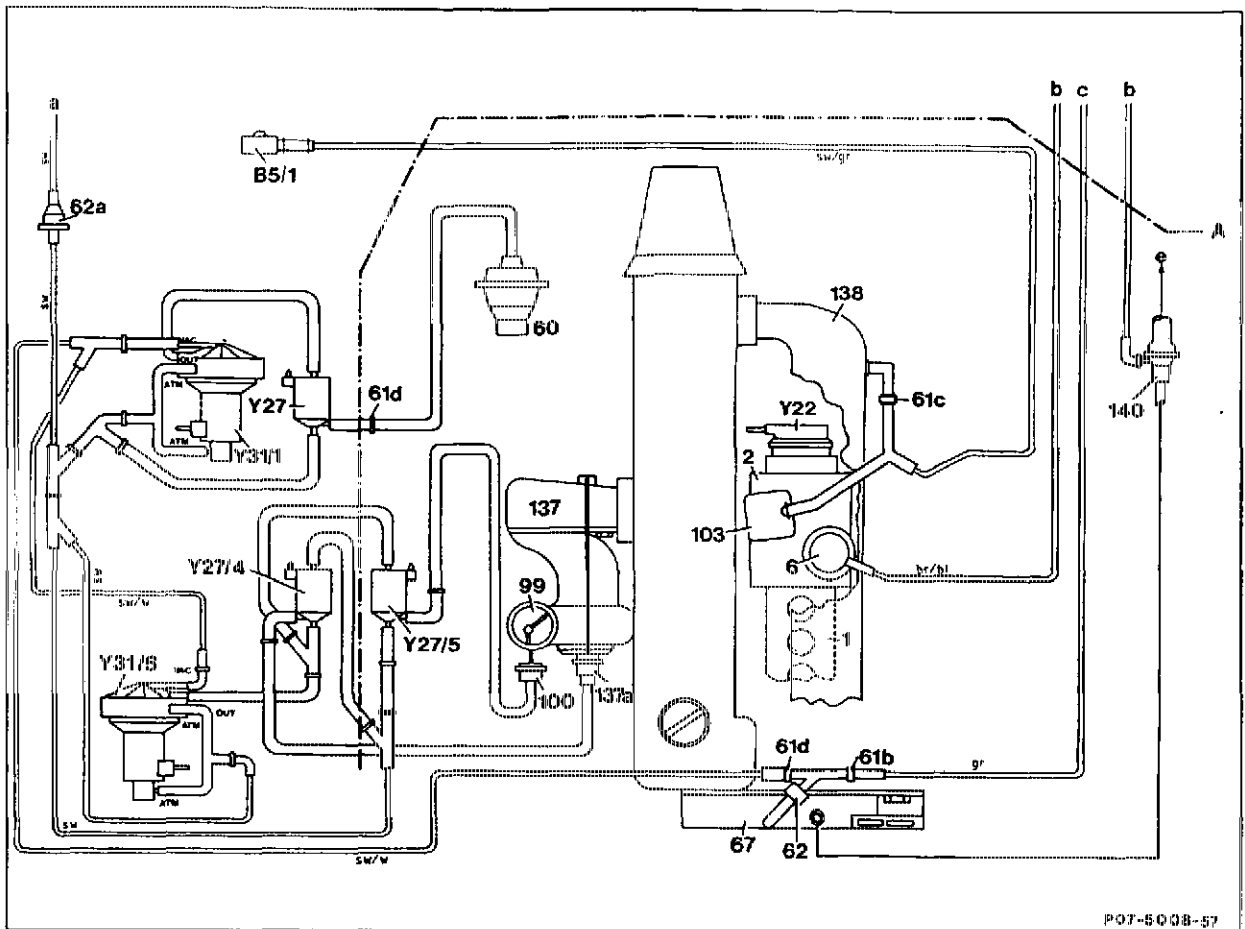 a
b
c
b
B5/1
sw/gr
62a
A
e
138
sw
60
VAC
OUT
ATM
Y27
61d
61c
140
Y22
2
ATM
Y31/1
137
103
6
br/bl
Y27/4
99
sw/w
Y27/5
1
Y31/6
VAC
100
137a
OUT
ATM
61d
61b
gr
ATM
sw
67
62
sw/w
P07-5008-57